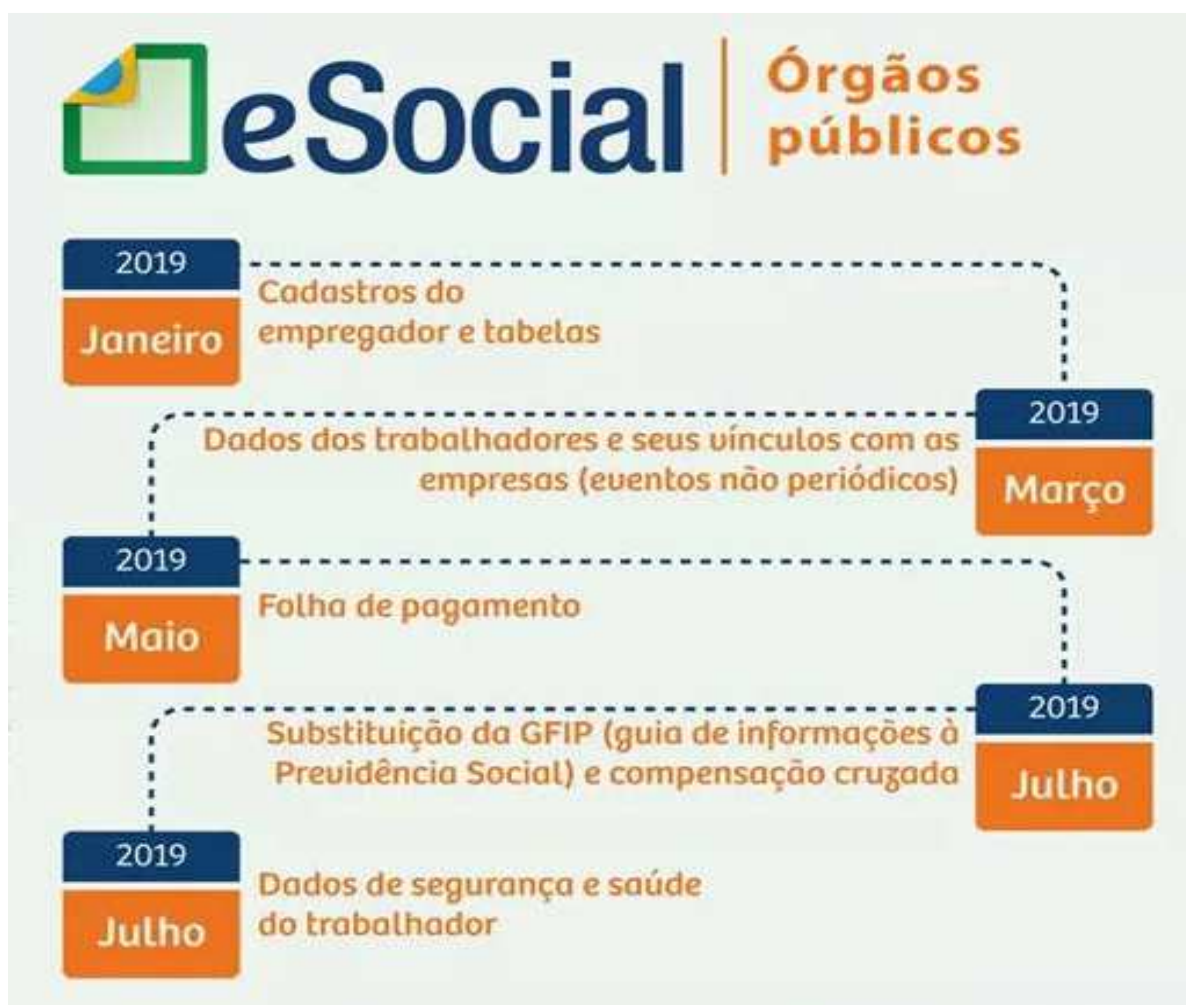 eSocial
Órgãos
públicos
2019
Janeiro
Cadastros do
empregador e tabelas
2019
Março
Dados dos trabalhadores e seus vínculos com as
empresas (eventos não periódicos)
2019
Maio
Folha de pagamento
2019
Julho
Substituição da GFIP (guia de informações à
Previdência Social) e compensação cruzada
2019
Julho
Dados de segurança e saúde
do trabalhador